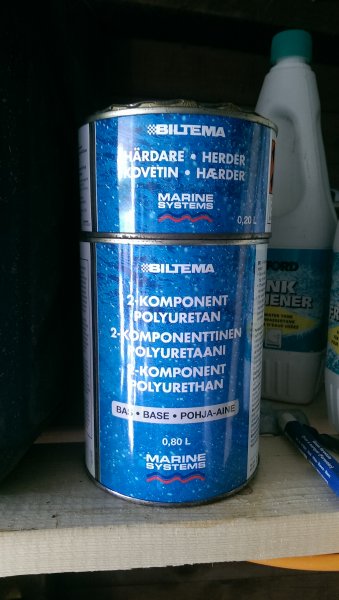 BILTEMA
HÄRDARE • HERDER
KOVETIN • HÆRDER
MARINE
SYSTEMS
0,20 L
BILTEMA
2-KOMPONENT
POLYURETAN
2-KOMPONENTTINEN
POLYURETAANI
2-KOMPONENT
POLYURETHAN
BAS • BASE • POHJA-AINE
0,80 L
MARINE
SYSTEMS